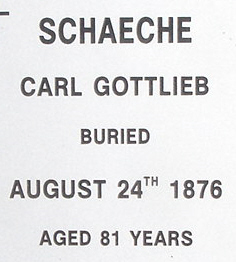 SCHAECHE
CARL GOTTLIEB
BURIED
AUGUST 24TH 1876
AGED 81 YEARS